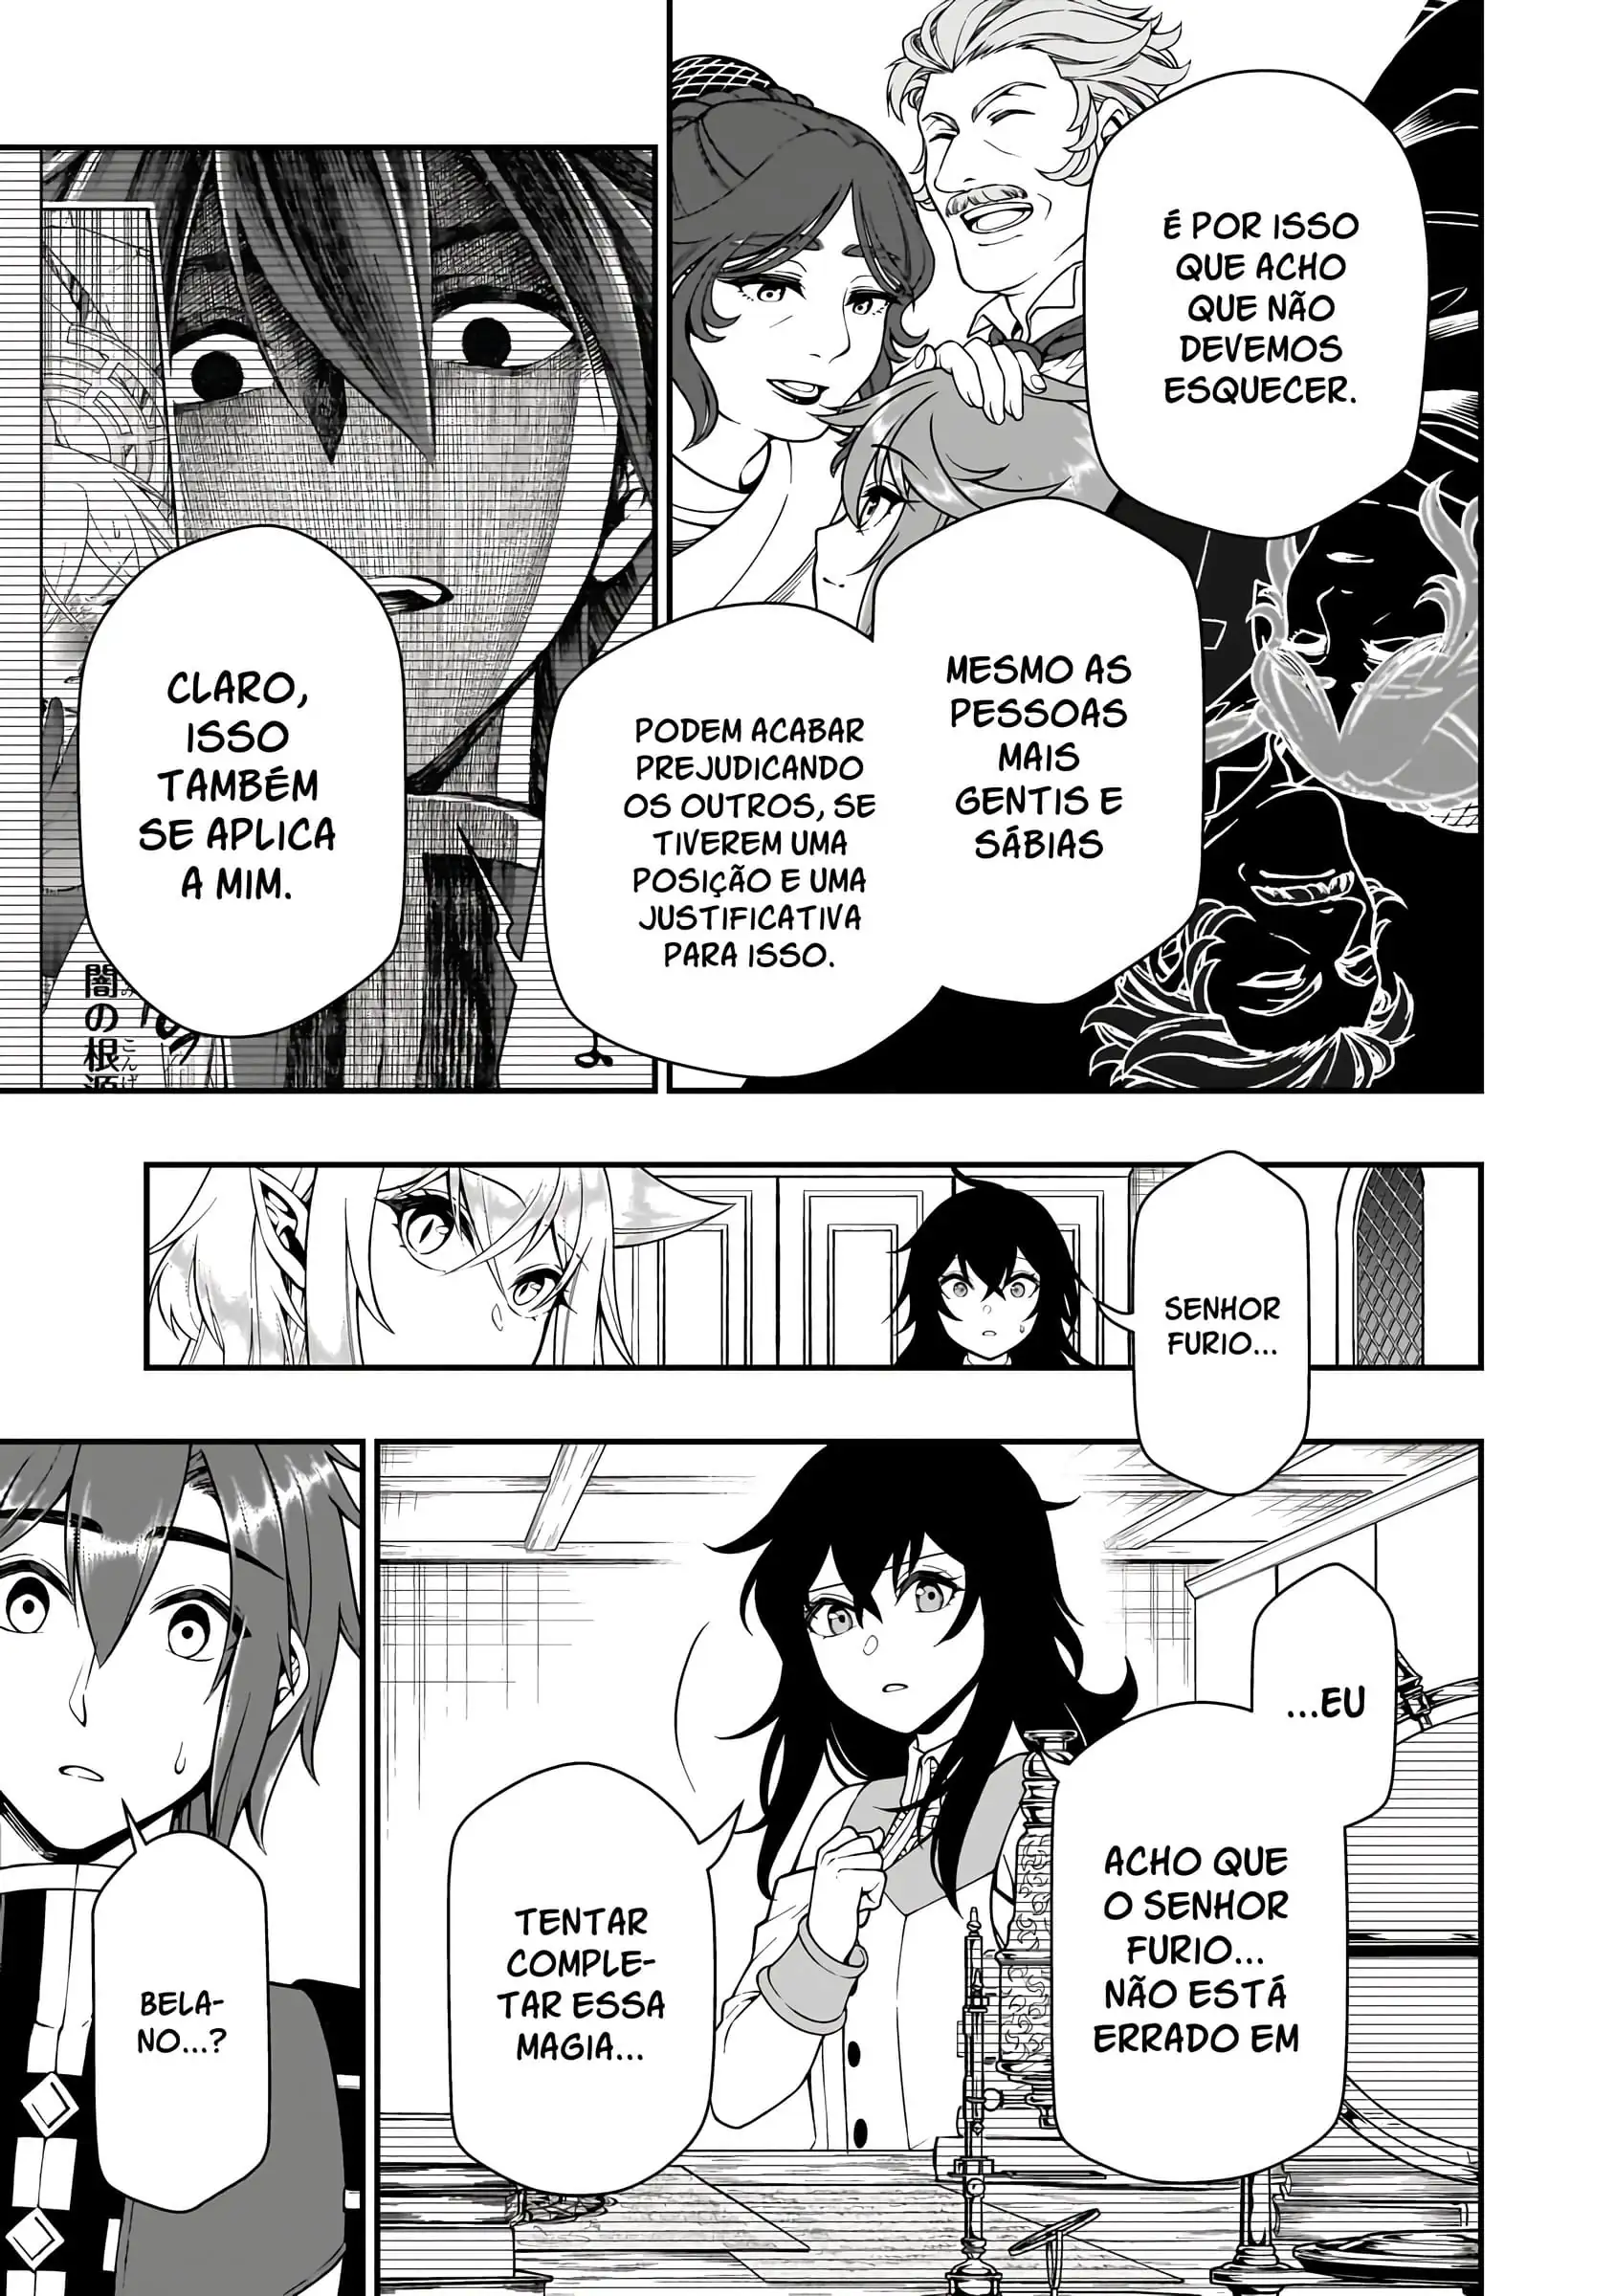 É POR ISSO
QUE ACHO
QUE NÃO
DEVEMOS
ESQUECER.
MESMO AS
PESSOAS
MAIS
GENTIS E
SÁBIAS
PODEM ACABAR
PREJUDICANDO
OS OUTROS, SE
TIVEREM UMA
POSIÇÃO E UMA
JUSTIFICATIVA
PARA ISSO.
CLARO,
ISSO
TAMBÉM
SE APLICA
A MIM.
闇の根源
SENHOR
FURIO...
...EU
ACHO QUE
O SENHOR
FURIO...
NÃO ESTÁ
ERRADO EM
TENTAR
COMPLE-
TAR ESSA
MAGIA...
BELA-
NO...?